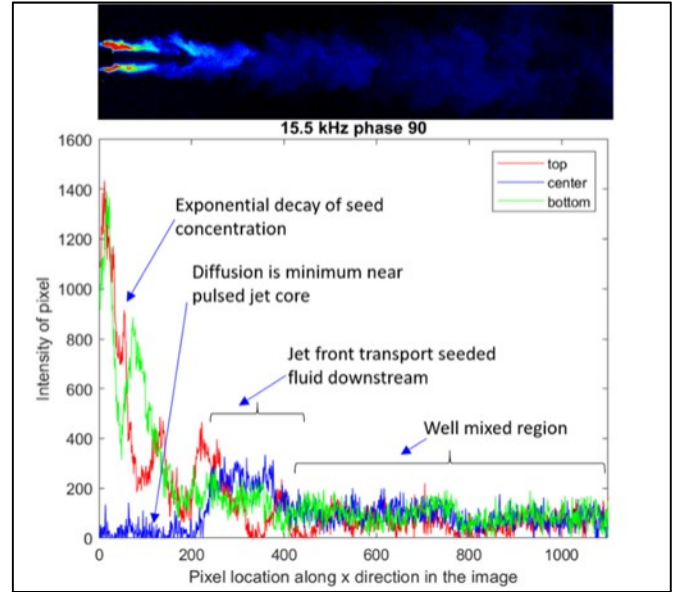 15.5 kHz phase 90
1600
1400
1200
1000
800
600
400
200
0
Intensity of pixel
top
center
bottom
Exponential decay of seed
concentration
Diffusion is minimum near
pulsed jet core
Jet front transport seeded
fluid downstream
Well mixed region
0 200 400 600 800 1000
Pixel location along x direction in the image